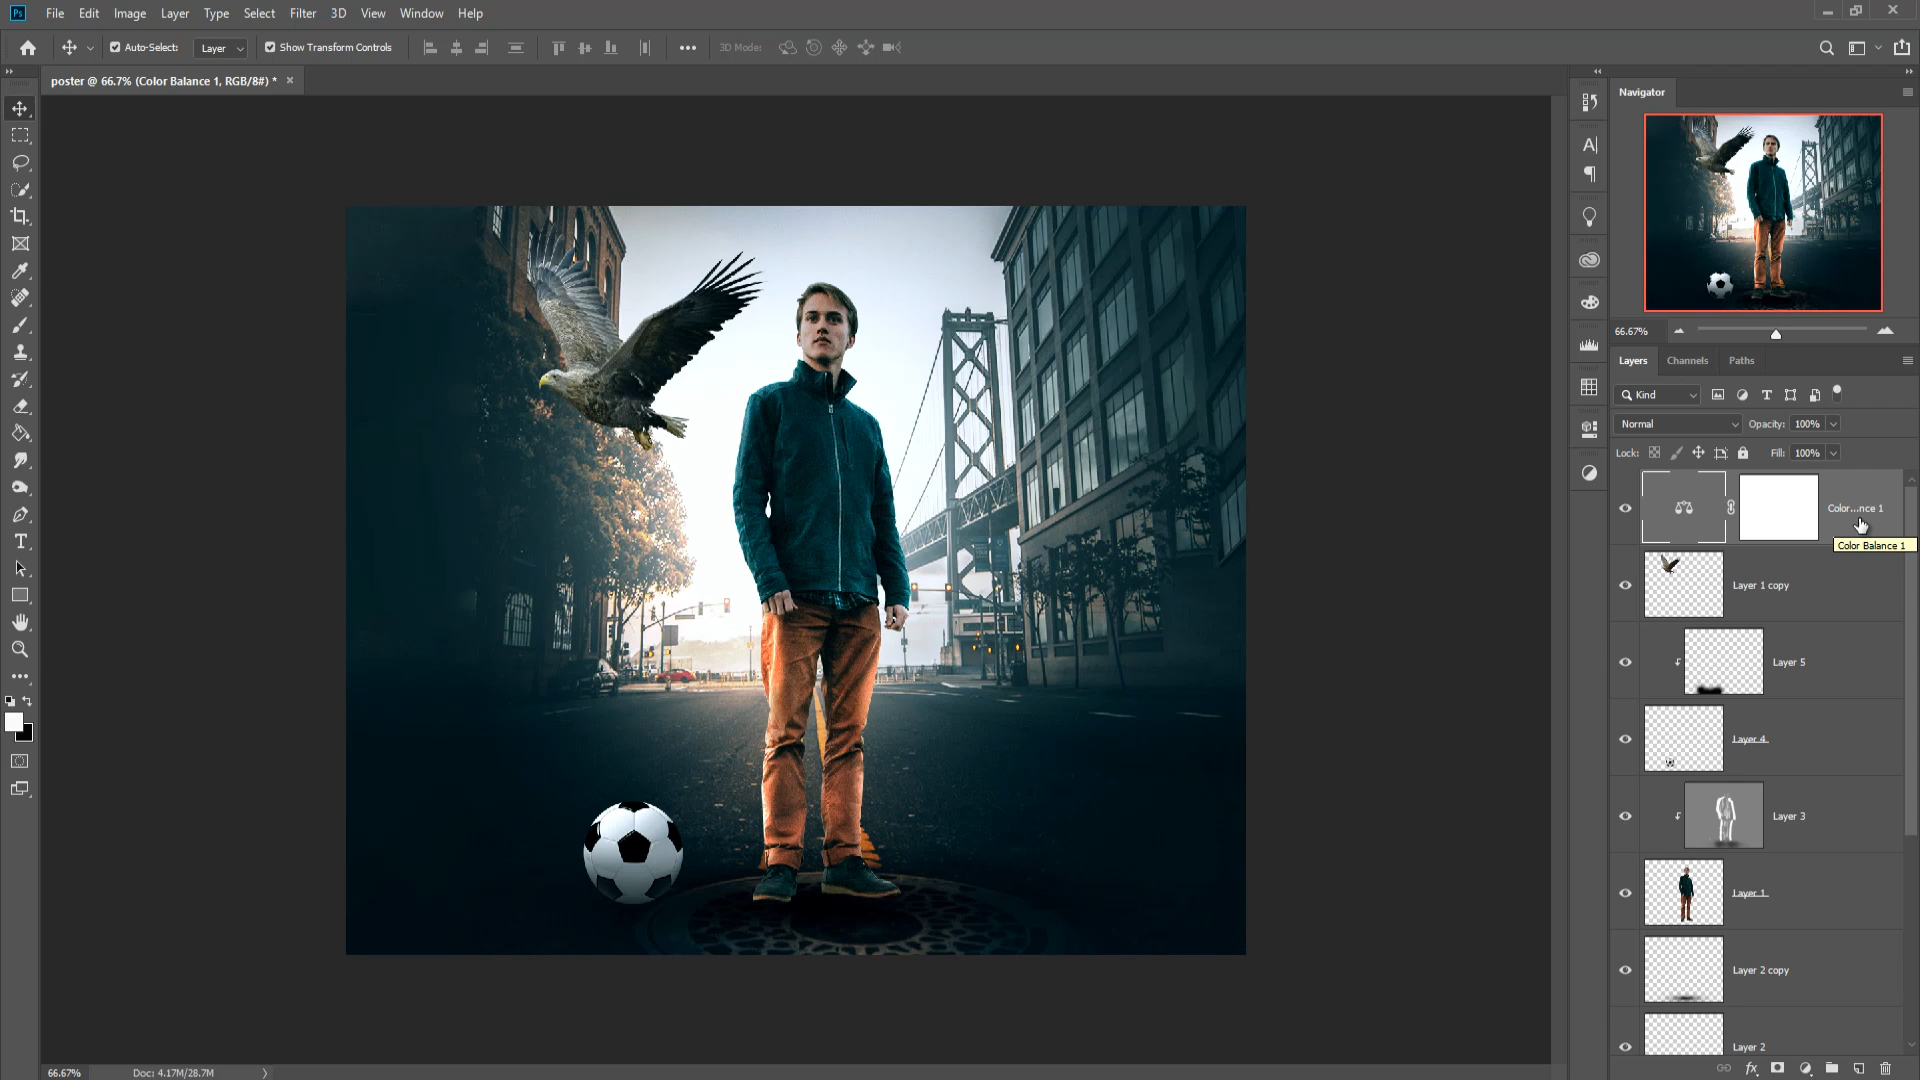 Ps File Edit Image Layer Type Select Filter 3D View Window Help
Auto-Select: Layer Show Transform Controls 3D Mode:
poster @ 66.7% (Color Balance 1, RGB/8#) *
Navigator
66.67%
Layers Channels Paths
Kind
Normal Opacity: 100%
Lock: Fill: 100%
Color...nce 1
Color Balance 1
Layer 1 copy
Layer 5
Layer 4
Layer 3
Layer 1
Layer 2 copy
Layer 2
66.67% Doc: 4.17M/28.7M